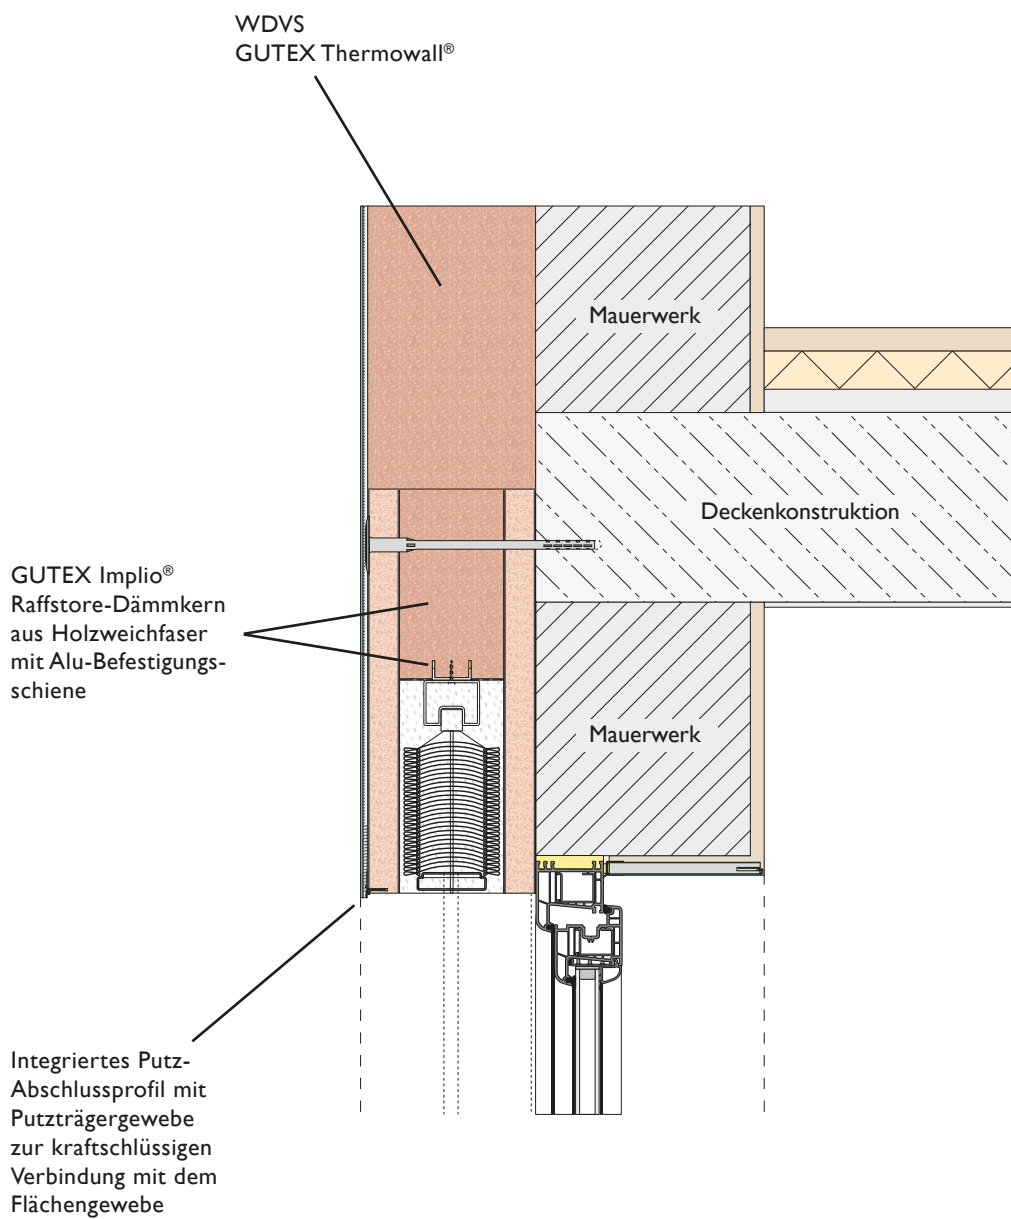 WDVS
GUTEX Thermowall®
Mauerwerk
Deckenkonstruktion
GUTEX Implio®
Raffstore-Dämmkern
aus Holzweichfaser
mit Alu-Befestigungs-
schiene
Mauerwerk
Integriertes Putz-
Abschlussprofil mit
Putzträgergewebe
zur kraftschlüssigen
Verbindung mit dem
Flächengewebe